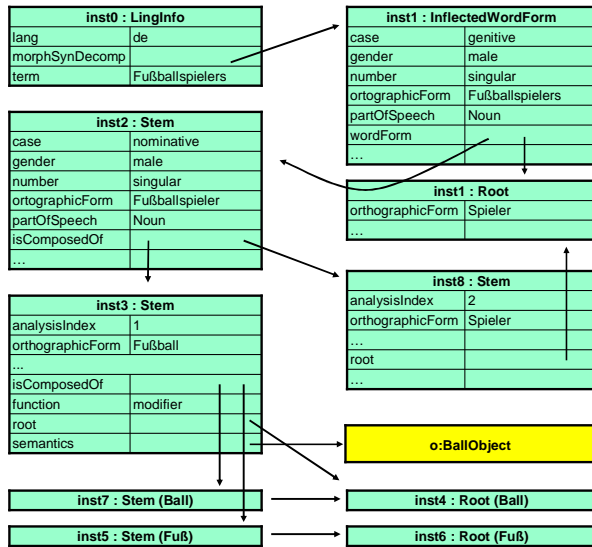 inst0 : LingInfo
lang de
morphSynDecomp
term Fußballspielers
inst1 : InflectedWordForm
case genitive
gender male
number singular
ortographicForm Fußballspielers
partOfSpeech Noun
wordForm
…
inst2 : Stem
case nominative
gender male
number singular
ortographicForm Fußballspieler
partOfSpeech Noun
isComposedOf
…
inst1 : Root
orthographicForm Spieler
…
inst8 : Stem
analysisIndex 2
orthographicForm Spieler
…
root
…
inst3 : Stem
analysisIndex 1
orthographicForm Fußball
...
isComposedOf
function modifier
root
semantics
o:BallObject
inst7 : Stem (Ball)
inst4 : Root (Ball)
inst5 : Stem (Fuß)
inst6 : Root (Fuß)